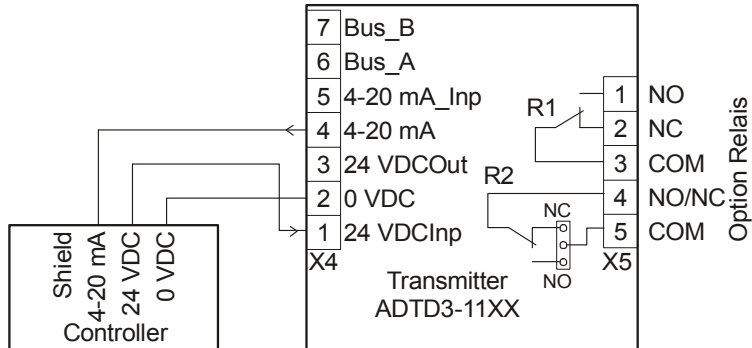 7 Bus_B
6 Bus_A
5 4-20 mA_Inp
4 4-20 mA
3 24 VDCOut
2 0 VDC
1 24 VDCInp
X4
R1
R2
NC
NO
1 NO
2 NC
3 COM
4 NO/NC
5 COM
X5
Option Relais
Transmitter
ADTD3-11XX
Shield
4-20 mA
24 VDC
0 VDC
Controller